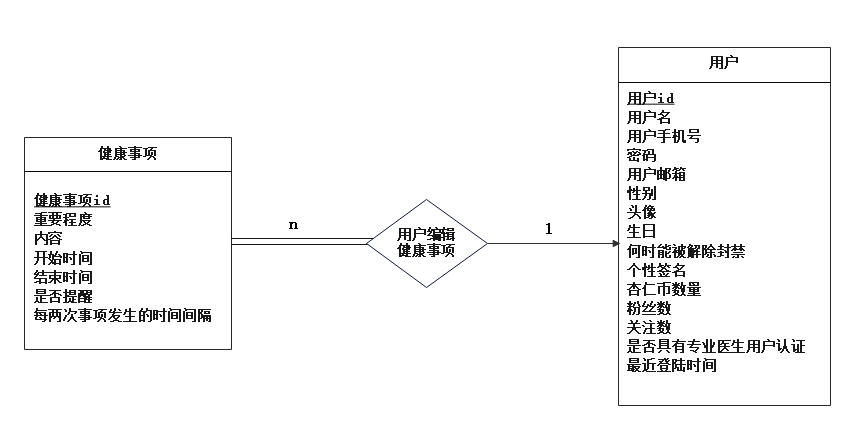 健康事项
健康事项id
重要程度
内容
开始时间
结束时间
是否提醒
每两次事项发生的时间间隔
n
用户编辑
健康事项
1
用户
用户id
用户名
用户手机号
密码
用户邮箱
性别
头像
生日
何时能被解除封禁
个性签名
杏仁币数量
粉丝数
关注数
是否具有专业医生用户认证
最近登陆时间